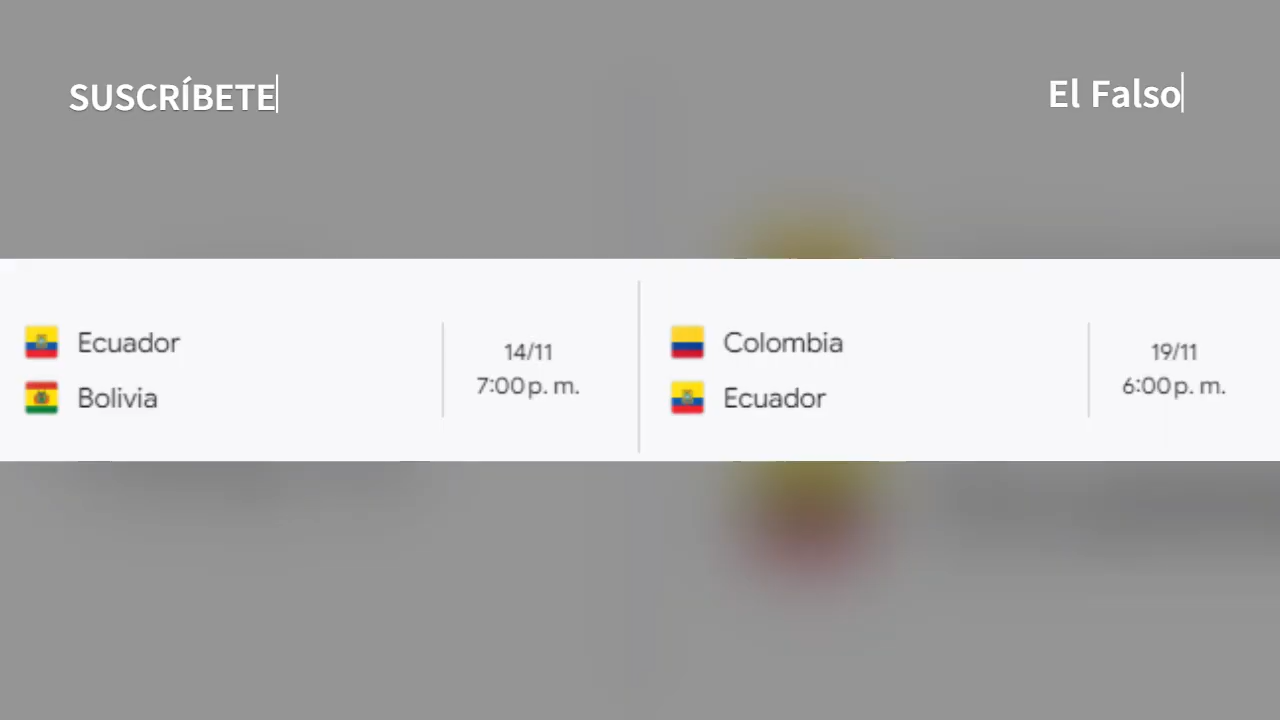 SUSCRÍBETE
El Falso
Ecuador
Bolivia
14/11
7:00 p. m.
Colombia
Ecuador
19/11
6:00 p. m.